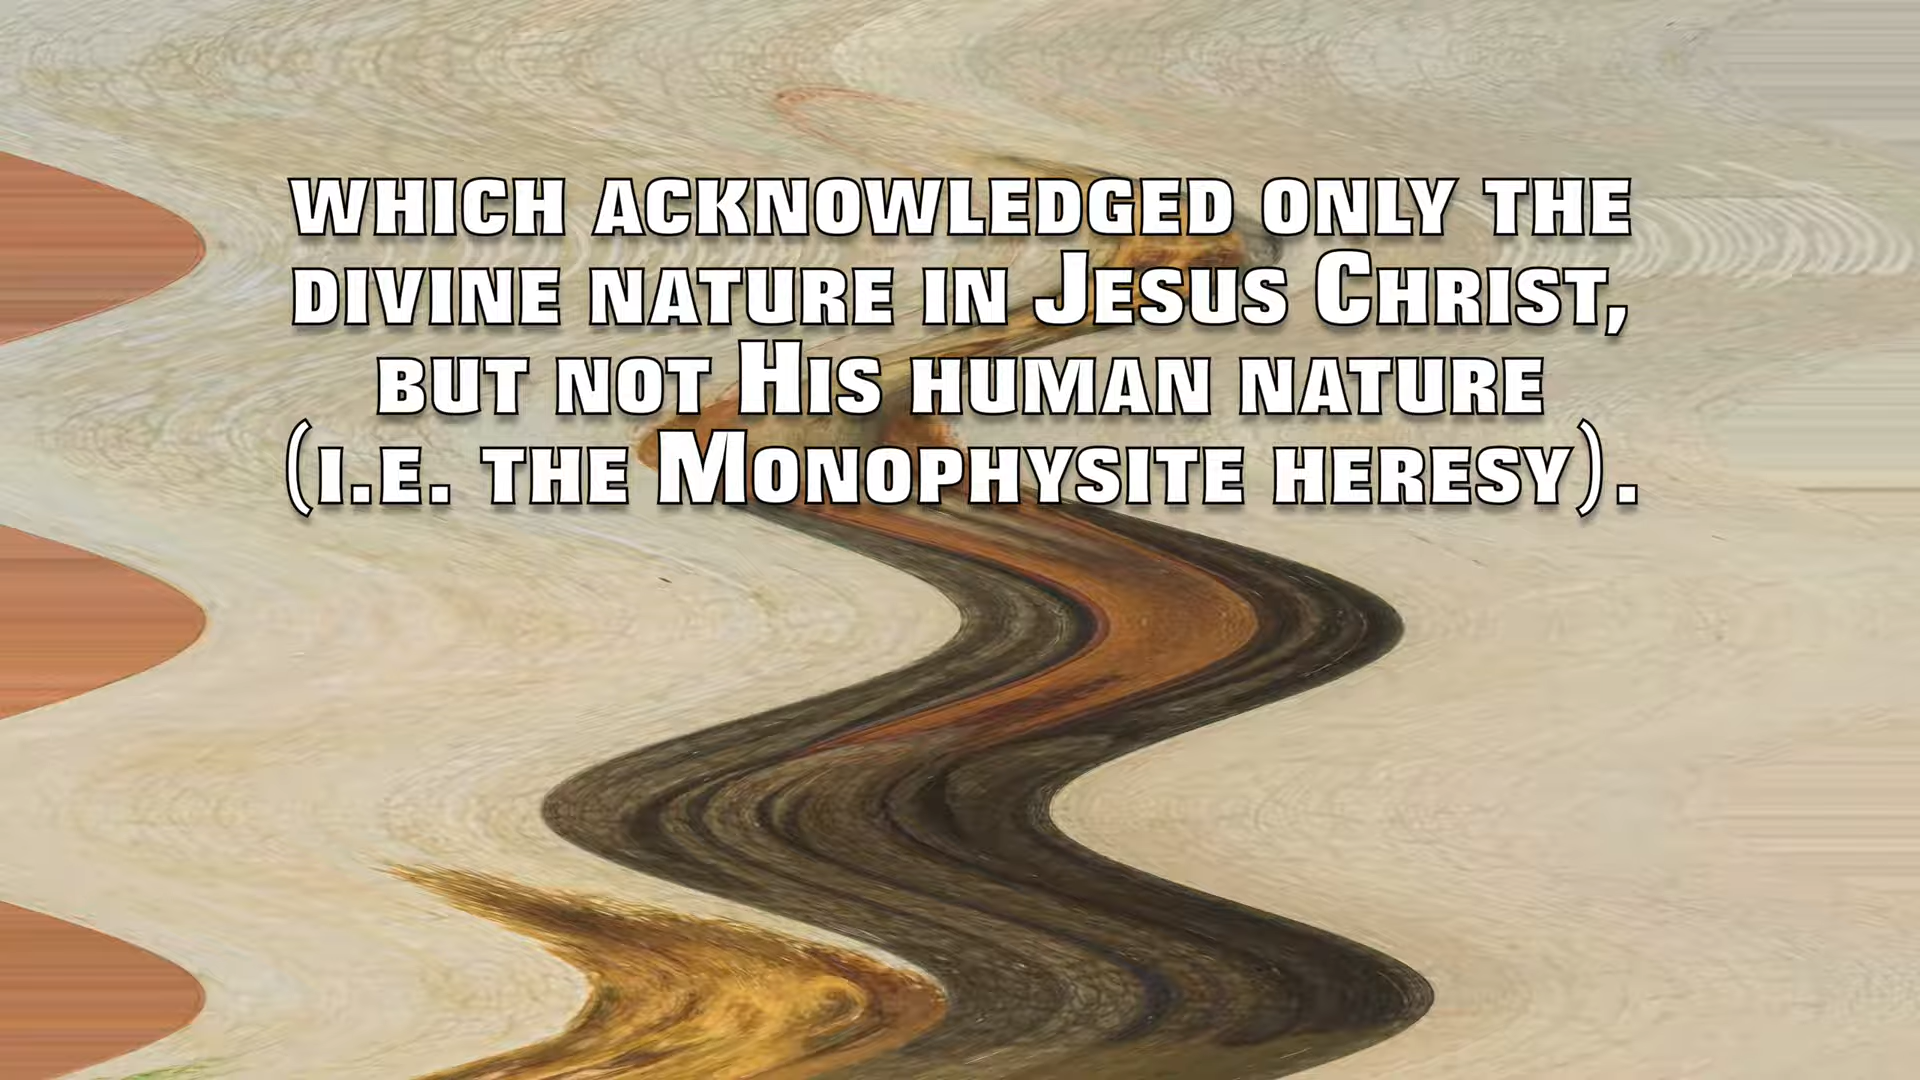 which acknowledged only the
divine nature in Jesus Christ,
but not His human nature
(i.e. the Monophysite heresy).